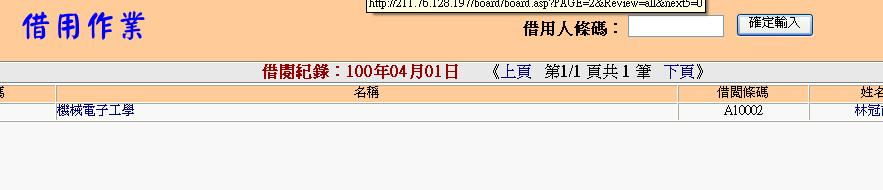 http://211.76.128.197/board/board.asp?PAGE=2&Review=all&next5=0
借用作業
借用人條碼： 確定輸入
借閱紀錄：100年04月01日 《上頁 第1/1 頁共 1 筆 下頁》
碼 名稱 借閱條碼 姓名
機械電子工學 A10002 林冠